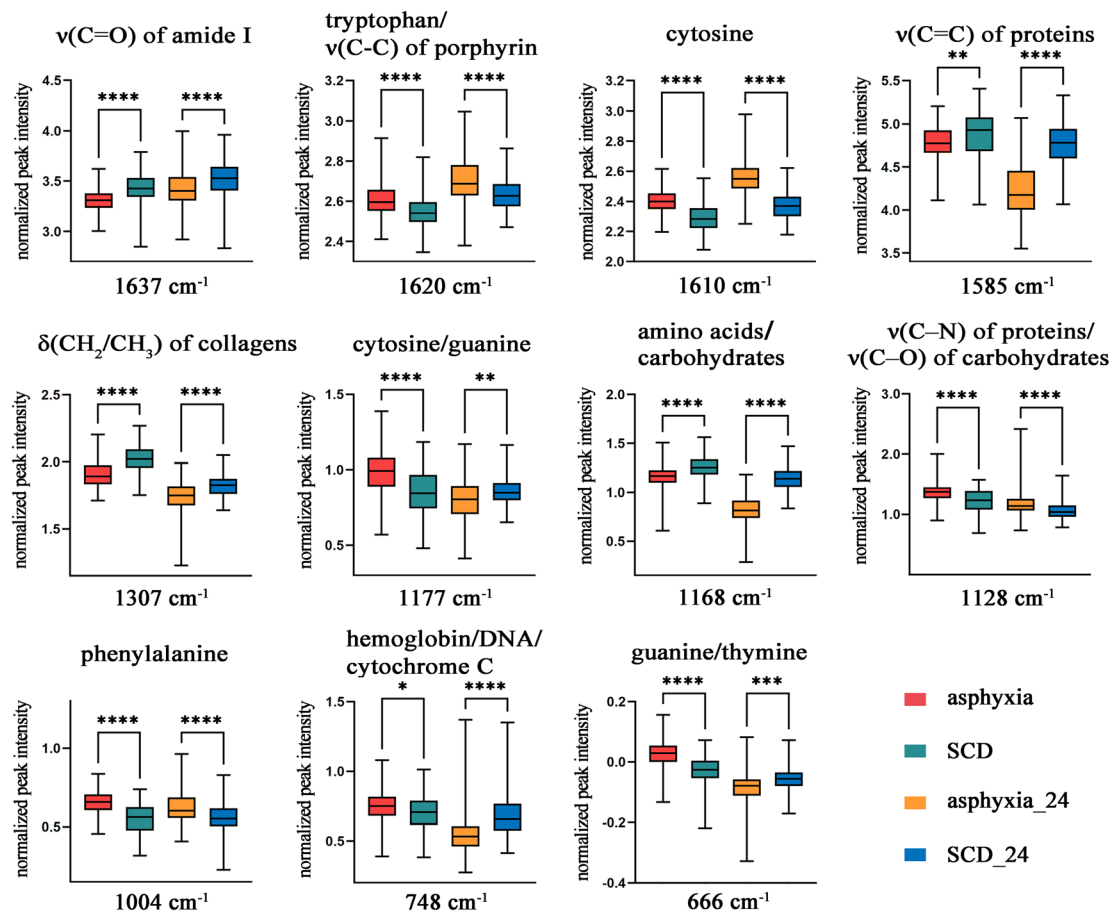 ν(C=O) of amide I
normalized peak intensity
4.5
4.0
3.5
3.0
****
****
1637 cm⁻¹
tryptophan/
ν(C-C) of porphyrin
normalized peak intensity
3.2
3.0
2.8
2.6
2.4
****
****
1620 cm⁻¹
cytosine
normalized peak intensity
3.2
3.0
2.8
2.6
2.4
2.2
2.0
****
****
1610 cm⁻¹
ν(C=C) of proteins
normalized peak intensity
5.5
5.0
4.5
4.0
3.5
**
****
1585 cm⁻¹
δ(CH₂/CH₃) of collagens
normalized peak intensity
2.5
2.0
1.5
****
****
1307 cm⁻¹
cytosine/guanine
normalized peak intensity
1.5
1.0
0.5
****
**
1177 cm⁻¹
amino acids/
carbohydrates
normalized peak intensity
2.0
1.5
1.0
0.5
****
****
1168 cm⁻¹
ν(C–N) of proteins/
ν(C–O) of carbohydrates
normalized peak intensity
3.0
2.0
1.0
****
****
1128 cm⁻¹
phenylalanine
normalized peak intensity
1.0
0.5
****
****
1004 cm⁻¹
hemoglobin/DNA/
cytochrome C
normalized peak intensity
1.5
1.0
0.5
*
****
748 cm⁻¹
guanine/thymine
normalized peak intensity
0.2
0.0
-0.2
-0.4
****
***
666 cm⁻¹
asphyxia
SCD
asphyxia_24
SCD_24